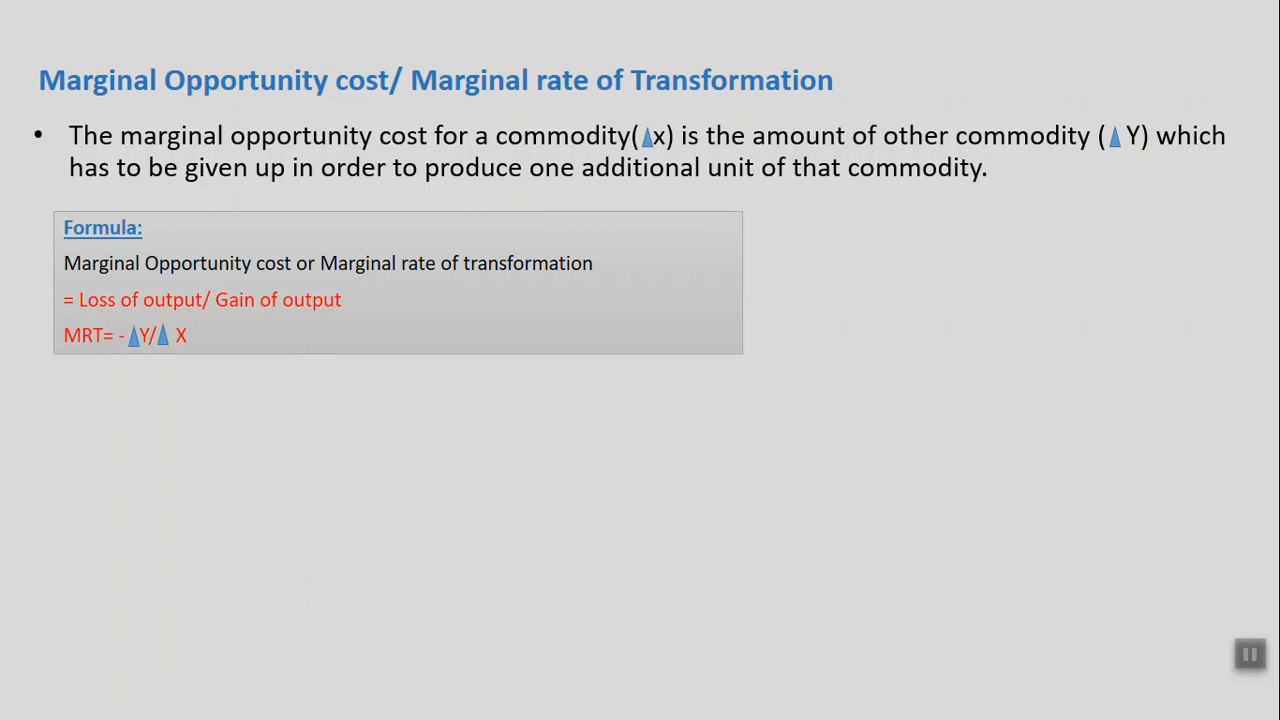 Marginal Opportunity cost/ Marginal rate of Transformation
• The marginal opportunity cost for a commodity(▲x) is the amount of other commodity (▲ Y) which
has to be given up in order to produce one additional unit of that commodity.
Formula:
Marginal Opportunity cost or Marginal rate of transformation
= Loss of output/ Gain of output
MRT= -▲Y/▲ X